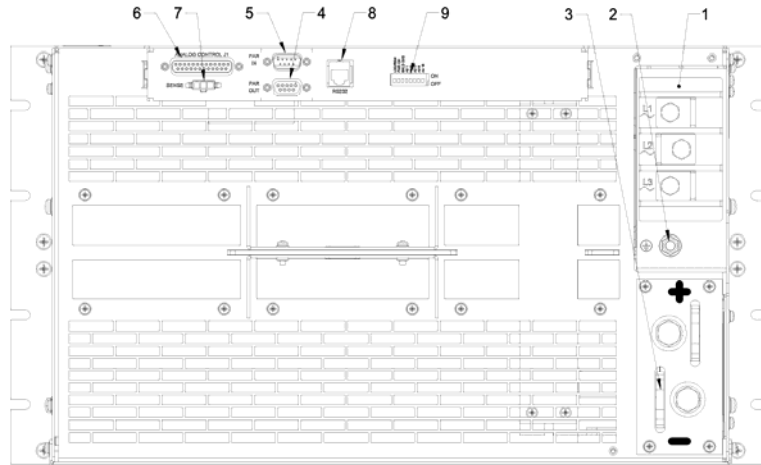 6 7 5 4 8 9 3 2 1
ANALOG CONTROL J1
PAR
IN
SENSE
PAR
OUT
RS232
ON
OFF
L1
L2
L3
+
-